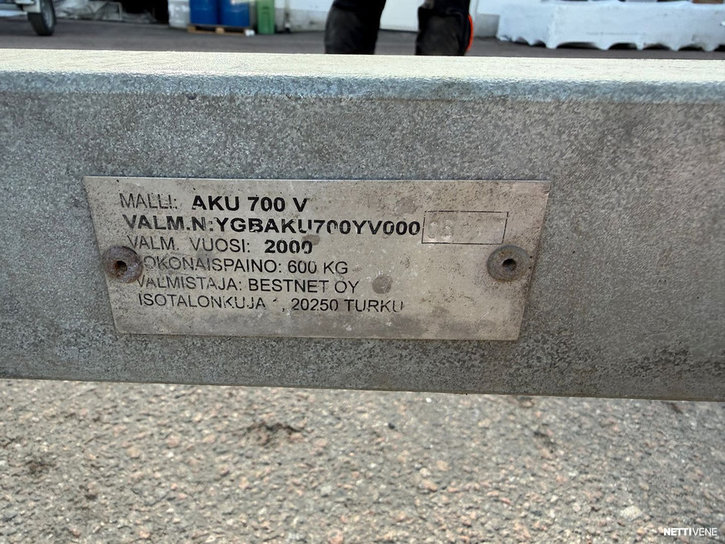 MALLI: AKU 700 V
VALM.N:YGBAKU700YV000
VALM. VUOSI: 2000
KOKONAISPAINO: 600 KG
VALMISTAJA: BESTNET OY
ISOTALONKUJA 1, 20250 TURKU
NETTIVENE